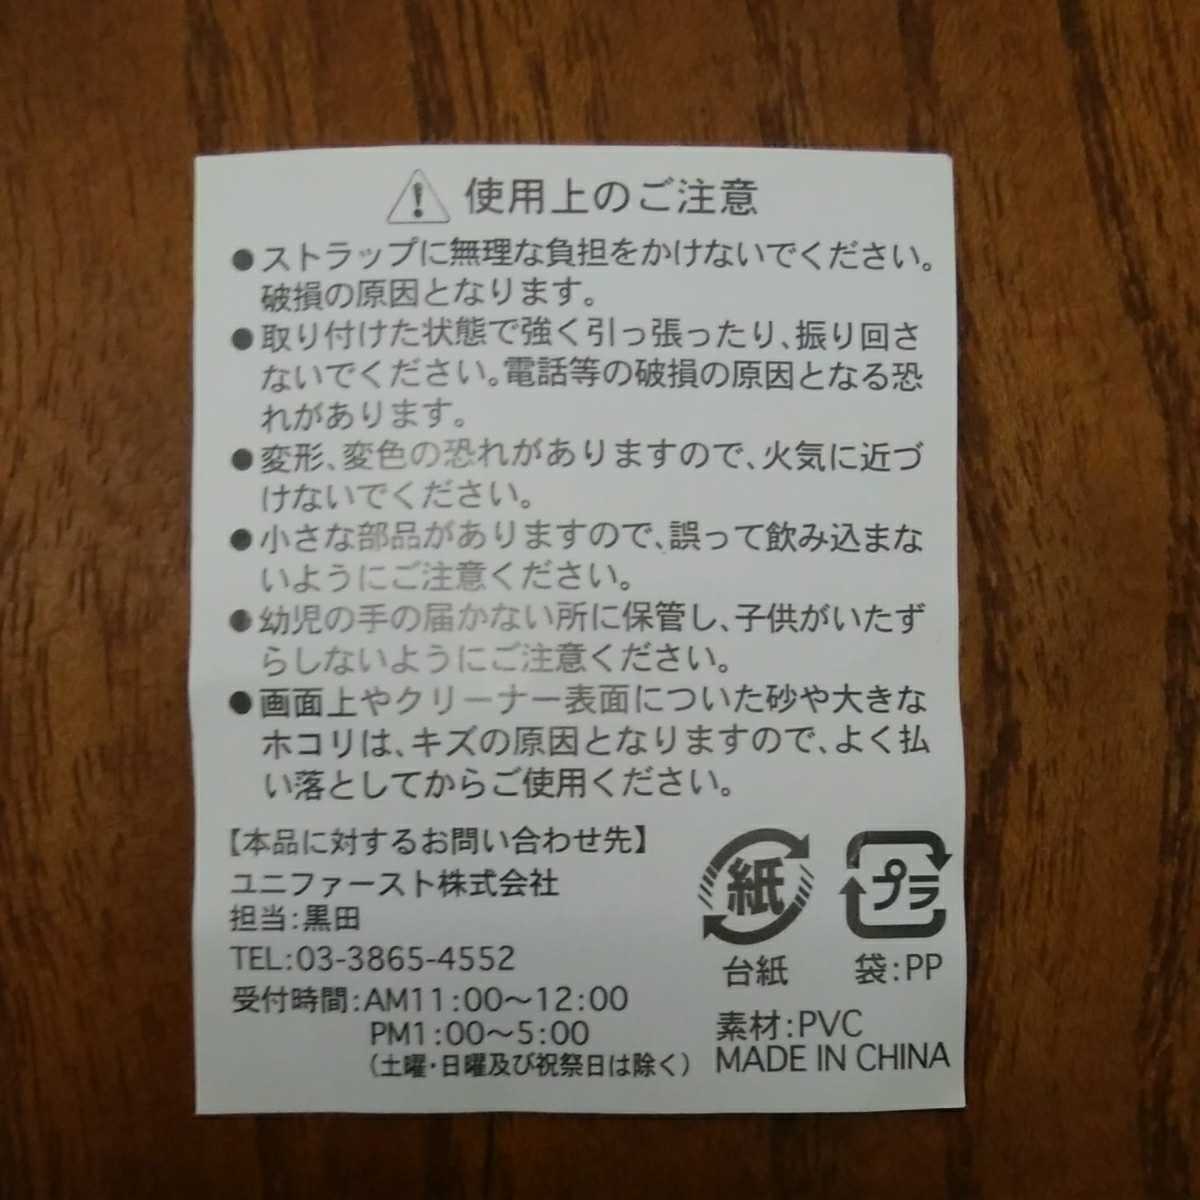 使用上のご注意
●ストラップに無理な負担をかけないでください。
破損の原因となります。
●取り付けた状態で強く引っ張ったり、振り回さ
ないでください。電話等の破損の原因となる恐
れがあります。
●変形、変色の恐れがありますので、火気に近づ
けないでください。
●小さな部品がありますので、誤って飲み込まな
いようにご注意ください。
●幼児の手の届かない所に保管し、子供がいたず
らしないようにご注意ください。
●画面上やクリーナー表面についた砂や大きな
ホコリは、キズの原因となりますので、よく払
い落としてからご使用ください。
【本品に対するお問い合わせ先】
ユニファースト株式会社
担当:黒田
TEL:03-3865-4552
受付時間:AM11:00〜12:00
PM1:00〜5:00
(土曜・日曜及び祝祭日は除く)
紙
台紙
プラ
袋:PP
素材:PVC
MADE IN CHINA